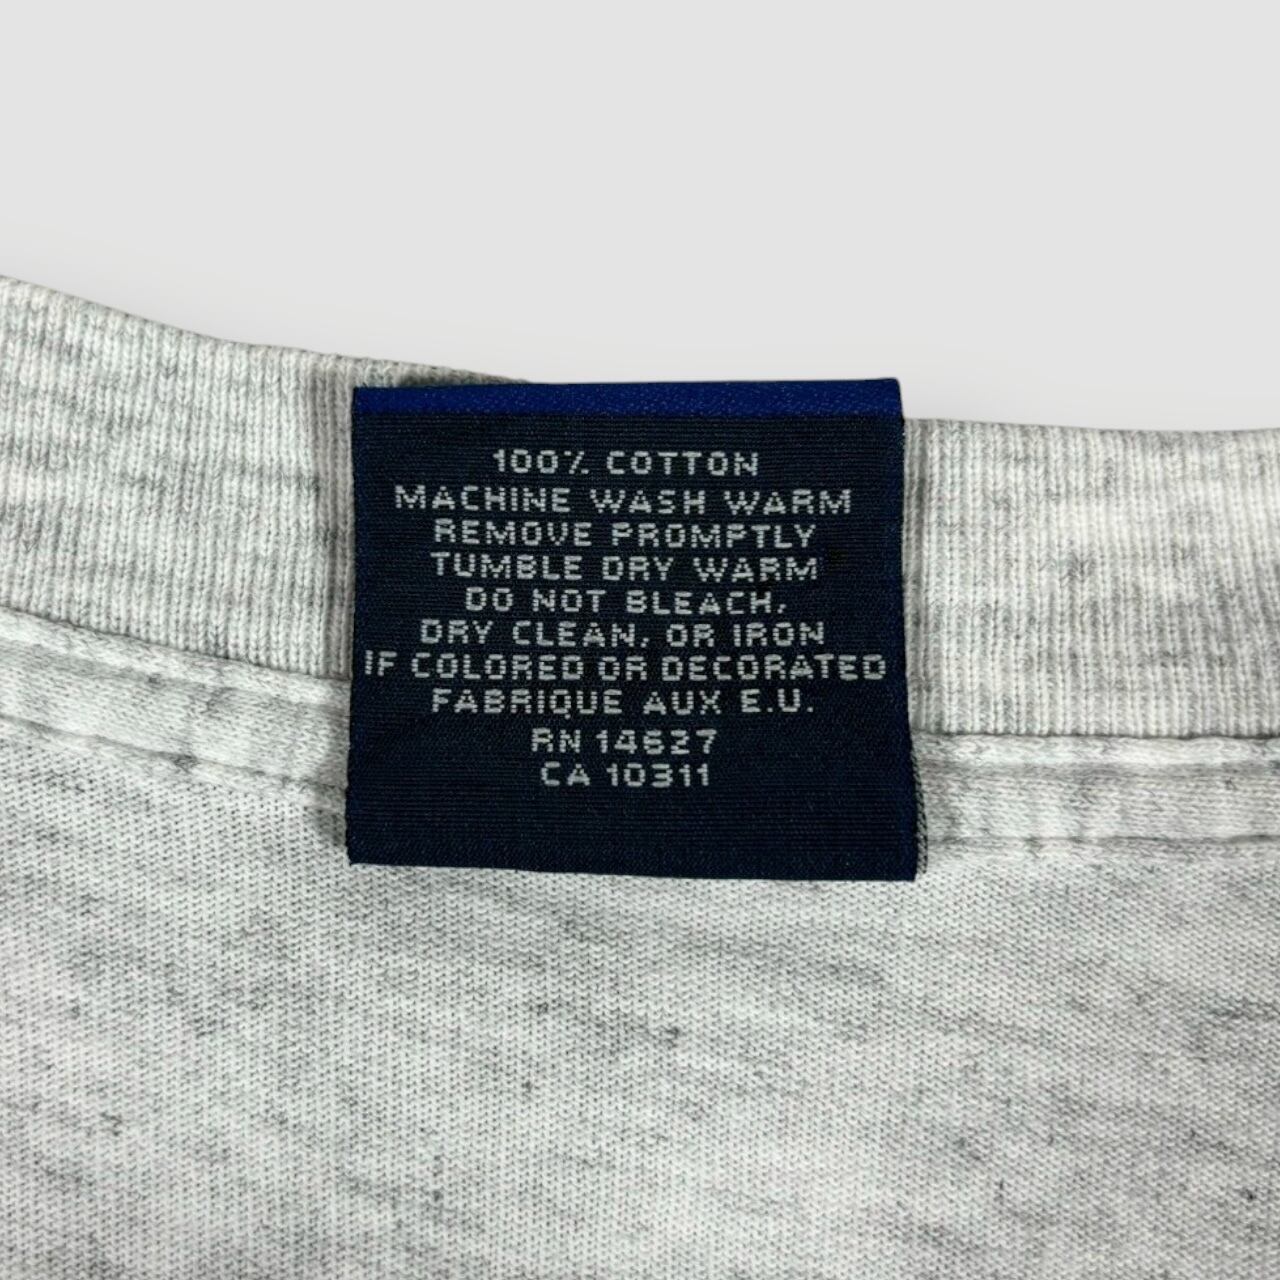 100% COTTON
MACHINE WASH WARM
REMOVE PROMPTLY
TUMBLE DRY WARM
DO NOT BLEACH,
DRY CLEAN, OR IRON
IF COLORED OR DECORATED
FABRIQUE AUX E.U.
RN 14627
CA 10311